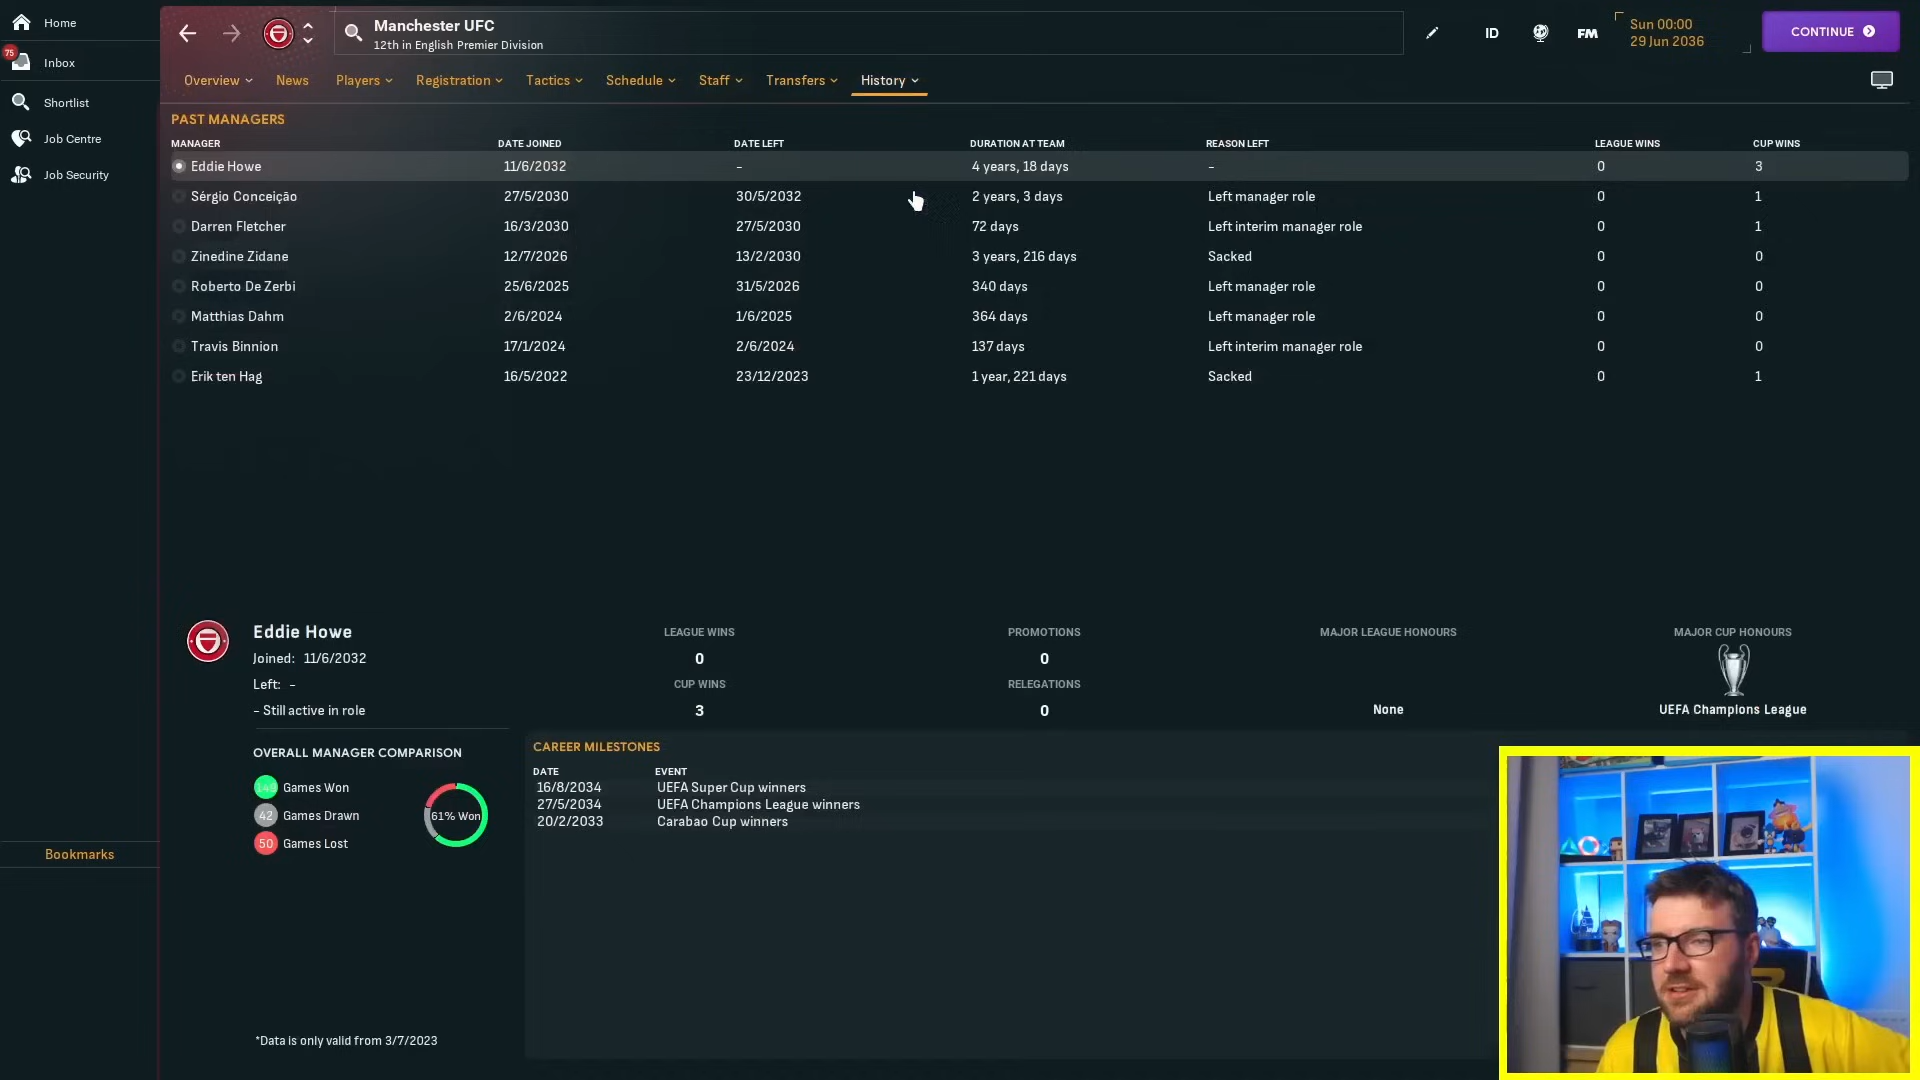 Home
75
Inbox
Shortlist
Job Centre
Job Security
Bookmarks
Manchester UFC
12th in English Premier Division
ID
FM
Sun 00:00
29 Jun 2036
CONTINUE
Overview News Players Registration Tactics Schedule Staff Transfers History
PAST MANAGERS
MANAGER DATE JOINED DATE LEFT DURATION AT TEAM REASON LEFT LEAGUE WINS CUP WINS
Eddie Howe 11/6/2032 - 4 years, 18 days - 0 3
Sérgio Conceição 27/5/2030 30/5/2032 2 years, 3 days Left manager role 0 1
Darren Fletcher 16/3/2030 27/5/2030 72 days Left interim manager role 0 1
Zinedine Zidane 12/7/2026 13/2/2030 3 years, 216 days Sacked 0 0
Roberto De Zerbi 25/6/2025 31/5/2026 340 days Left manager role 0 0
Matthias Dahm 2/6/2024 1/6/2025 364 days Left manager role 0 0
Travis Binnion 17/1/2024 2/6/2024 137 days Left interim manager role 0 0
Erik ten Hag 16/5/2022 23/12/2023 1 year, 221 days Sacked 0 1
Eddie Howe
Joined: 11/6/2032
Left: -
- Still active in role
LEAGUE WINS
0
CUP WINS
3
PROMOTIONS
0
RELEGATIONS
0
MAJOR LEAGUE HONOURS
None
MAJOR CUP HONOURS
UEFA Champions League
OVERALL MANAGER COMPARISON
Games Won
42 Games Drawn
50 Games Lost
61% Won
*Data is only valid from 3/7/2023
CAREER MILESTONES
DATE EVENT
16/8/2034 UEFA Super Cup winners
27/5/2034 UEFA Champions League winners
20/2/2033 Carabao Cup winners